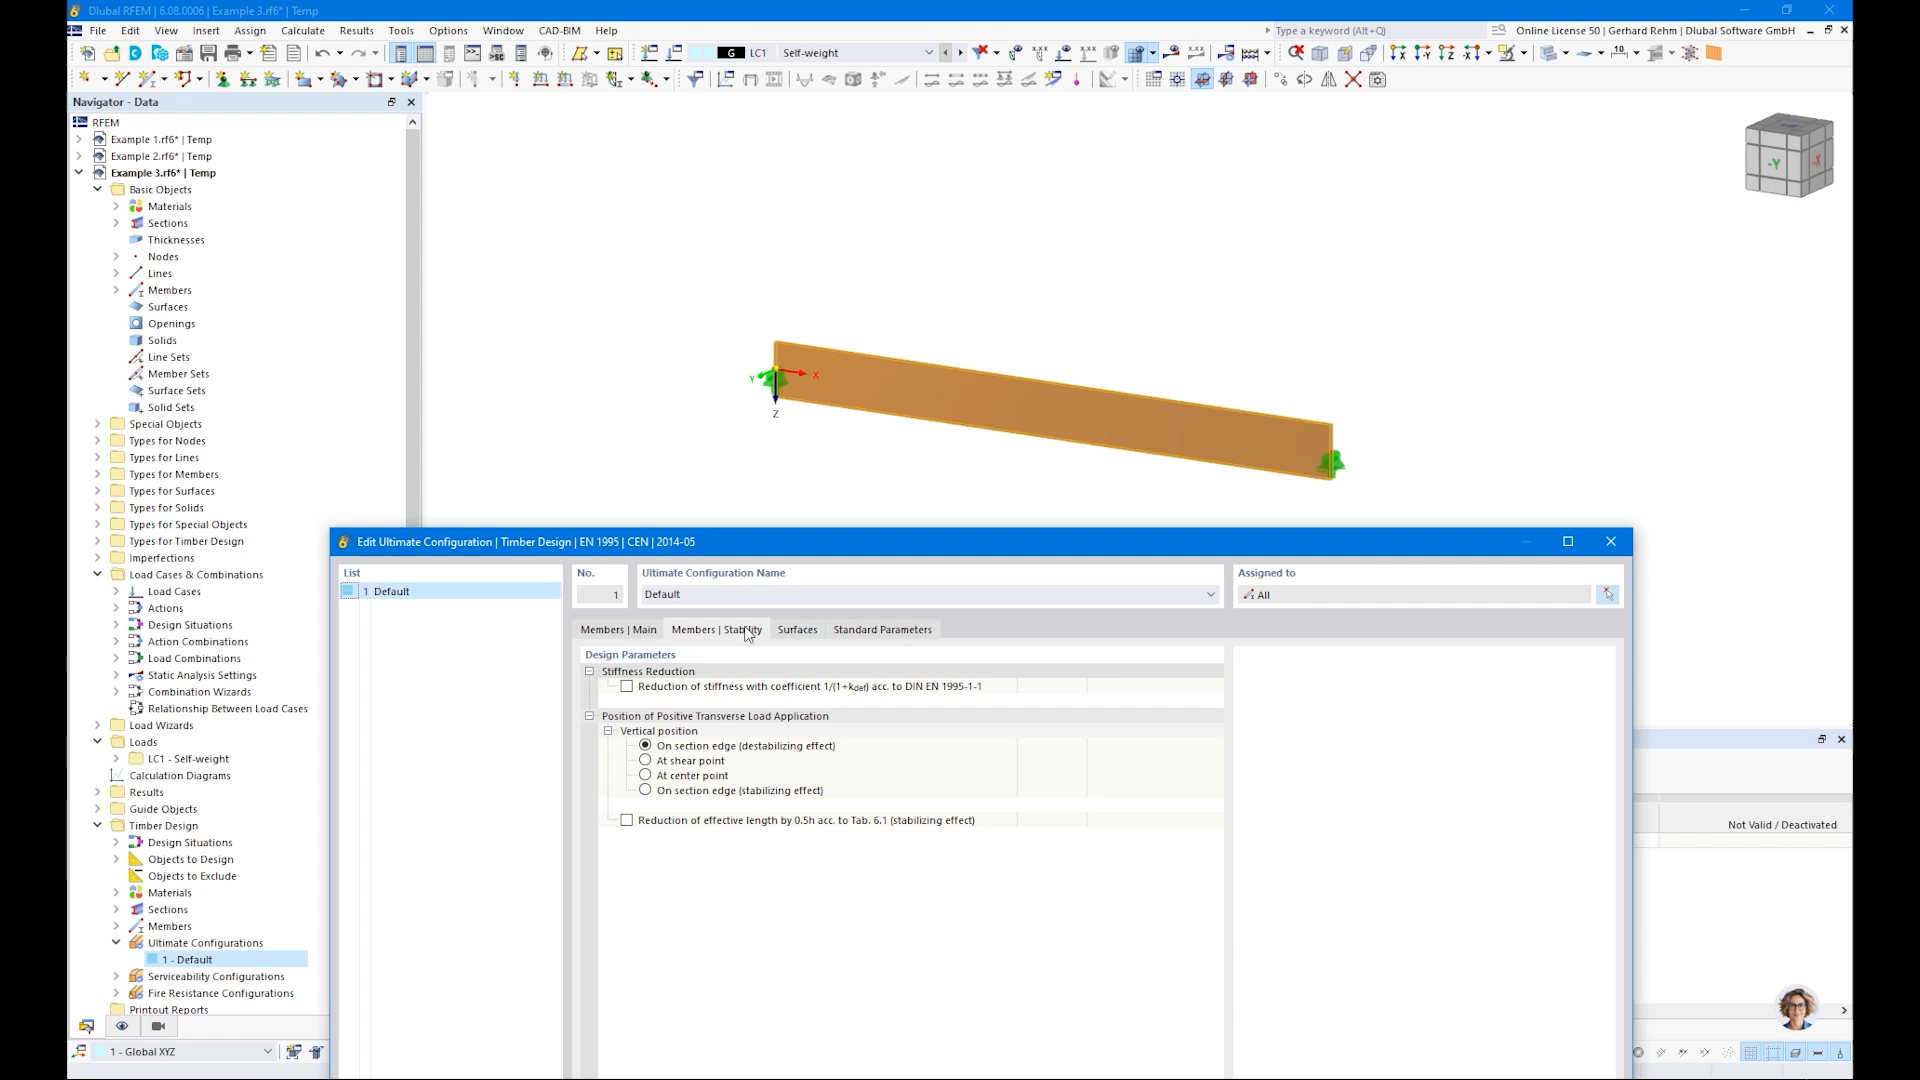 Dlubal RFEM | 6.08.0006 | Example 3.rf6* | Temp
File Edit View Insert Assign Calculate Results Tools Options Window CAD-BIM Help
Type a keyword (Alt+Q)
Online License 50 | Gerhard Rehm | Dlubal Software GmbH
G LC1 Self-weight
Navigator - Data
RFEM
Example 1.rf6* | Temp
Example 2.rf6* | Temp
Example 3.rf6* | Temp
Basic Objects
Materials
Sections
Thicknesses
Nodes
Lines
Members
Surfaces
Openings
Solids
Line Sets
Member Sets
Surface Sets
Solid Sets
Special Objects
Types for Nodes
Types for Lines
Types for Members
Types for Surfaces
Types for Solids
Types for Special Objects
Types for Timber Design
Imperfections
Load Cases & Combinations
Load Cases
Actions
Design Situations
Action Combinations
Load Combinations
Static Analysis Settings
Combination Wizards
Relationship Between Load Cases
Load Wizards
Loads
LC1 - Self-weight
Calculation Diagrams
Results
Guide Objects
Timber Design
Design Situations
Objects to Design
Objects to Exclude
Materials
Sections
Members
Ultimate Configurations
1 - Default
Serviceability Configurations
Fire Resistance Configurations
Printout Reports
1 - Global XYZ
-Y
-X
Y
X
Z
Edit Ultimate Configuration | Timber Design | EN 1995 | CEN | 2014-05
List
1 Default
No.
1
Ultimate Configuration Name
Default
Assigned to
All
Members | Main Members | Stability Surfaces Standard Parameters
Design Parameters
Stiffness Reduction
Reduction of stiffness with coefficient 1/(1+kdef) acc. to DIN EN 1995-1-1
Position of Positive Transverse Load Application
Vertical position
On section edge (destabilizing effect)
At shear point
At center point
On section edge (stabilizing effect)
Reduction of effective length by 0.5h acc. to Tab. 6.1 (stabilizing effect)
Not Valid / Deactivated